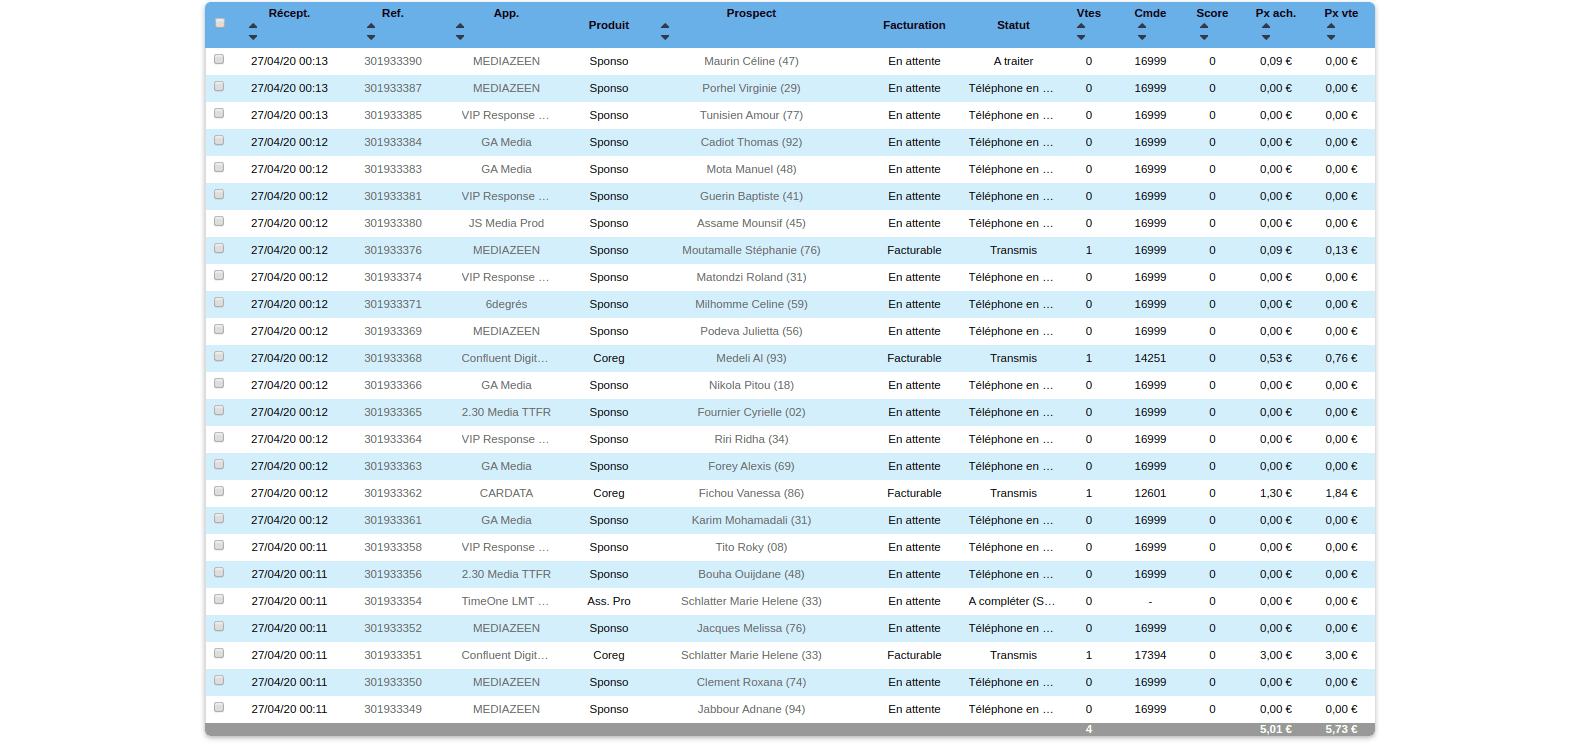 Récept. Ref. App. Produit Prospect Facturation Statut Vtes Cmde Score Px ach. Px vte
27/04/20 00:13 301933390 MEDIAZEEN Sponso Maurin Céline (47) En attente A traiter 0 16999 0 0,09 € 0,00 €
27/04/20 00:13 301933387 MEDIAZEEN Sponso Porhel Virginie (29) En attente Téléphone en ... 0 16999 0 0,00 € 0,00 €
27/04/20 00:13 301933385 VIP Response ... Sponso Tunisien Amour (77) En attente Téléphone en ... 0 16999 0 0,00 € 0,00 €
27/04/20 00:12 301933384 GA Media Sponso Cadiot Thomas (92) En attente Téléphone en ... 0 16999 0 0,00 € 0,00 €
27/04/20 00:12 301933383 GA Media Sponso Mota Manuel (48) En attente Téléphone en ... 0 16999 0 0,00 € 0,00 €
27/04/20 00:12 301933381 VIP Response ... Sponso Guerin Baptiste (41) En attente Téléphone en ... 0 16999 0 0,00 € 0,00 €
27/04/20 00:12 301933380 JS Media Prod Sponso Assame Mounsif (45) En attente Téléphone en ... 0 16999 0 0,00 € 0,00 €
27/04/20 00:12 301933376 MEDIAZEEN Sponso Moutamalle Stéphanie (76) Facturable Transmis 1 16999 0 0,09 € 0,13 €
27/04/20 00:12 301933374 VIP Response ... Sponso Matondzi Roland (31) En attente Téléphone en ... 0 16999 0 0,00 € 0,00 €
27/04/20 00:12 301933371 6degrés Sponso Milhomme Celine (59) En attente Téléphone en ... 0 16999 0 0,00 € 0,00 €
27/04/20 00:12 301933369 MEDIAZEEN Sponso Podeva Julietta (56) En attente Téléphone en ... 0 16999 0 0,00 € 0,00 €
27/04/20 00:12 301933368 Confluent Digit... Coreg Medeli Al (93) Facturable Transmis 1 14251 0 0,53 € 0,76 €
27/04/20 00:12 301933366 GA Media Sponso Nikola Pitou (18) En attente Téléphone en ... 0 16999 0 0,00 € 0,00 €
27/04/20 00:12 301933365 2.30 Media TTFR Sponso Fournier Cyrielle (02) En attente Téléphone en ... 0 16999 0 0,00 € 0,00 €
27/04/20 00:12 301933364 VIP Response ... Sponso Riri Ridha (34) En attente Téléphone en ... 0 16999 0 0,00 € 0,00 €
27/04/20 00:12 301933363 GA Media Sponso Forey Alexis (69) En attente Téléphone en ... 0 16999 0 0,00 € 0,00 €
27/04/20 00:12 301933362 CARDATA Coreg Fichou Vanessa (86) Facturable Transmis 1 12601 0 1,30 € 1,84 €
27/04/20 00:12 301933361 GA Media Sponso Karim Mohamadali (31) En attente Téléphone en ... 0 16999 0 0,00 € 0,00 €
27/04/20 00:11 301933358 VIP Response ... Sponso Tito Roky (08) En attente Téléphone en ... 0 16999 0 0,00 € 0,00 €
27/04/20 00:11 301933356 2.30 Media TTFR Sponso Bouha Ouijdane (48) En attente Téléphone en ... 0 16999 0 0,00 € 0,00 €
27/04/20 00:11 301933354 TimeOne LMT ... Ass. Pro Schlatter Marie Helene (33) En attente A compléter (S... 0 - 0 0,00 € 0,00 €
27/04/20 00:11 301933352 MEDIAZEEN Sponso Jacques Melissa (76) En attente Téléphone en ... 0 16999 0 0,00 € 0,00 €
27/04/20 00:11 301933351 Confluent Digit... Coreg Schlatter Marie Helene (33) Facturable Transmis 1 17394 0 3,00 € 3,00 €
27/04/20 00:11 301933350 MEDIAZEEN Sponso Clement Roxana (74) En attente Téléphone en ... 0 16999 0 0,00 € 0,00 €
27/04/20 00:11 301933349 MEDIAZEEN Sponso Jabbour Adnane (94) En attente Téléphone en ... 0 16999 0 0,00 € 0,00 €
4 5,01 € 5,73 €